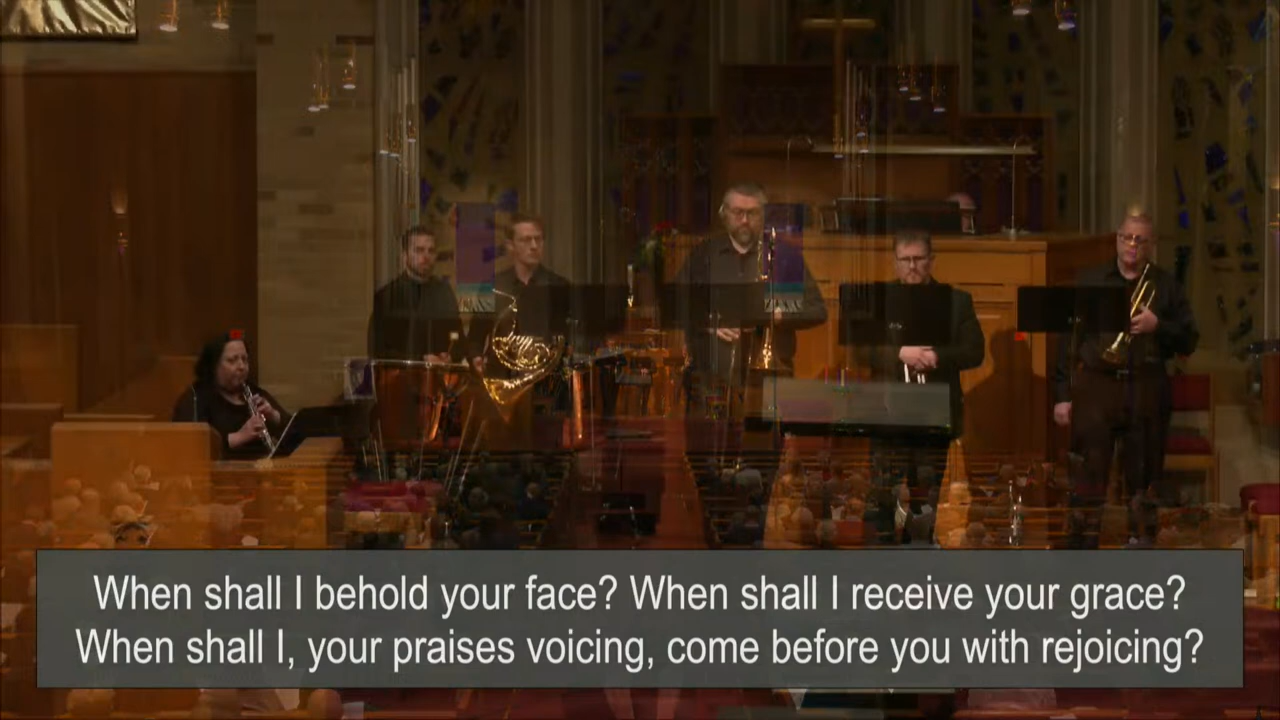 When shall I behold your face? When shall I receive your grace?
When shall I, your praises voicing, come before you with rejoicing?